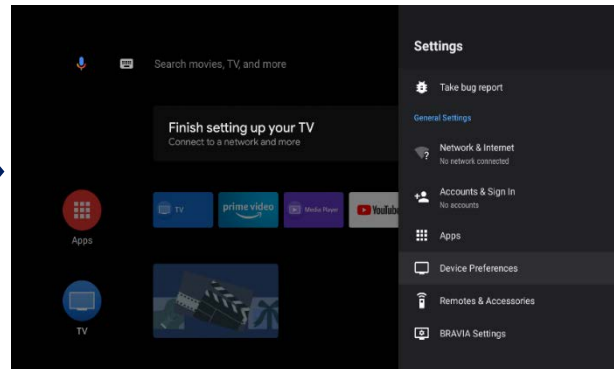 Search movies, TV, and more
Finish setting up your TV
Connect to a network and more
Apps
TV
TV
prime video
Media Player
YouTube
Settings
Take bug report
General Settings
Network & Internet
No network connected
Accounts & Sign In
No accounts
Apps
Device Preferences
Remotes & Accessories
BRAVIA Settings